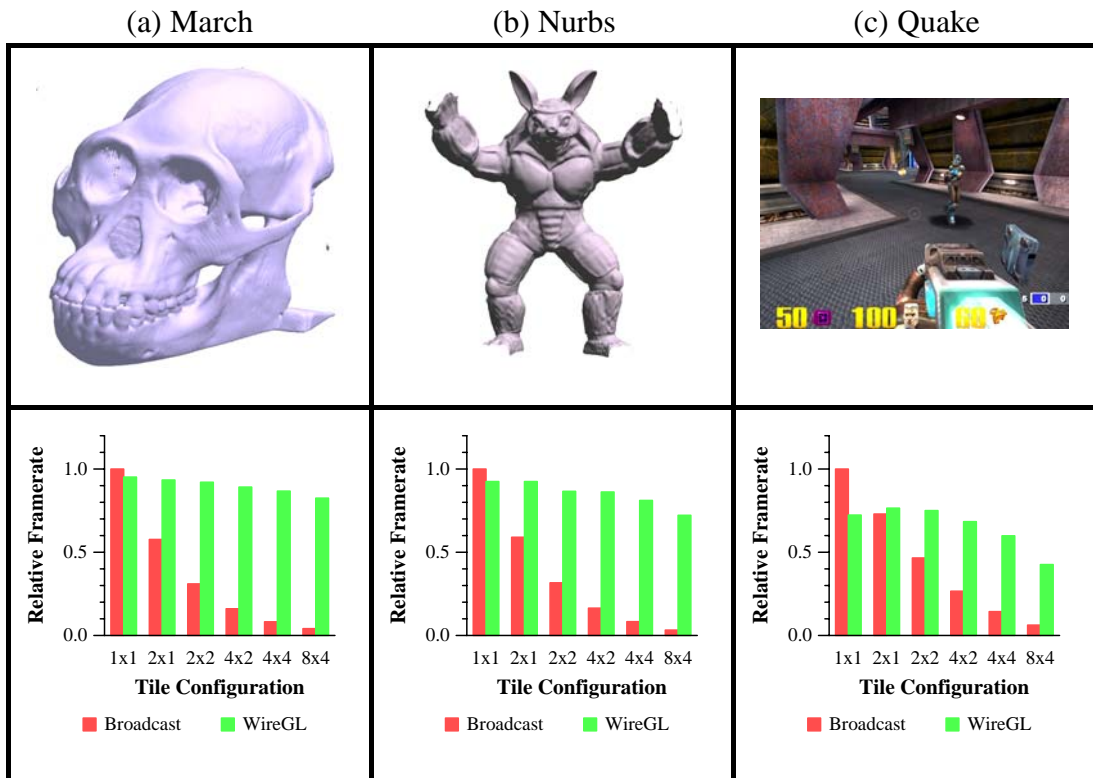 (a) March
(b) Nurbs
(c) Quake
50
100
68
5 0 0
Relative Framerate
1.0
0.5
0.0
1x1 2x1 2x2 4x2 4x4 8x4
Tile Configuration
Broadcast WireGL
Relative Framerate
1.0
0.5
0.0
1x1 2x1 2x2 4x2 4x4 8x4
Tile Configuration
Broadcast WireGL
Relative Framerate
1.0
0.5
0.0
1x1 2x1 2x2 4x2 4x4 8x4
Tile Configuration
Broadcast WireGL